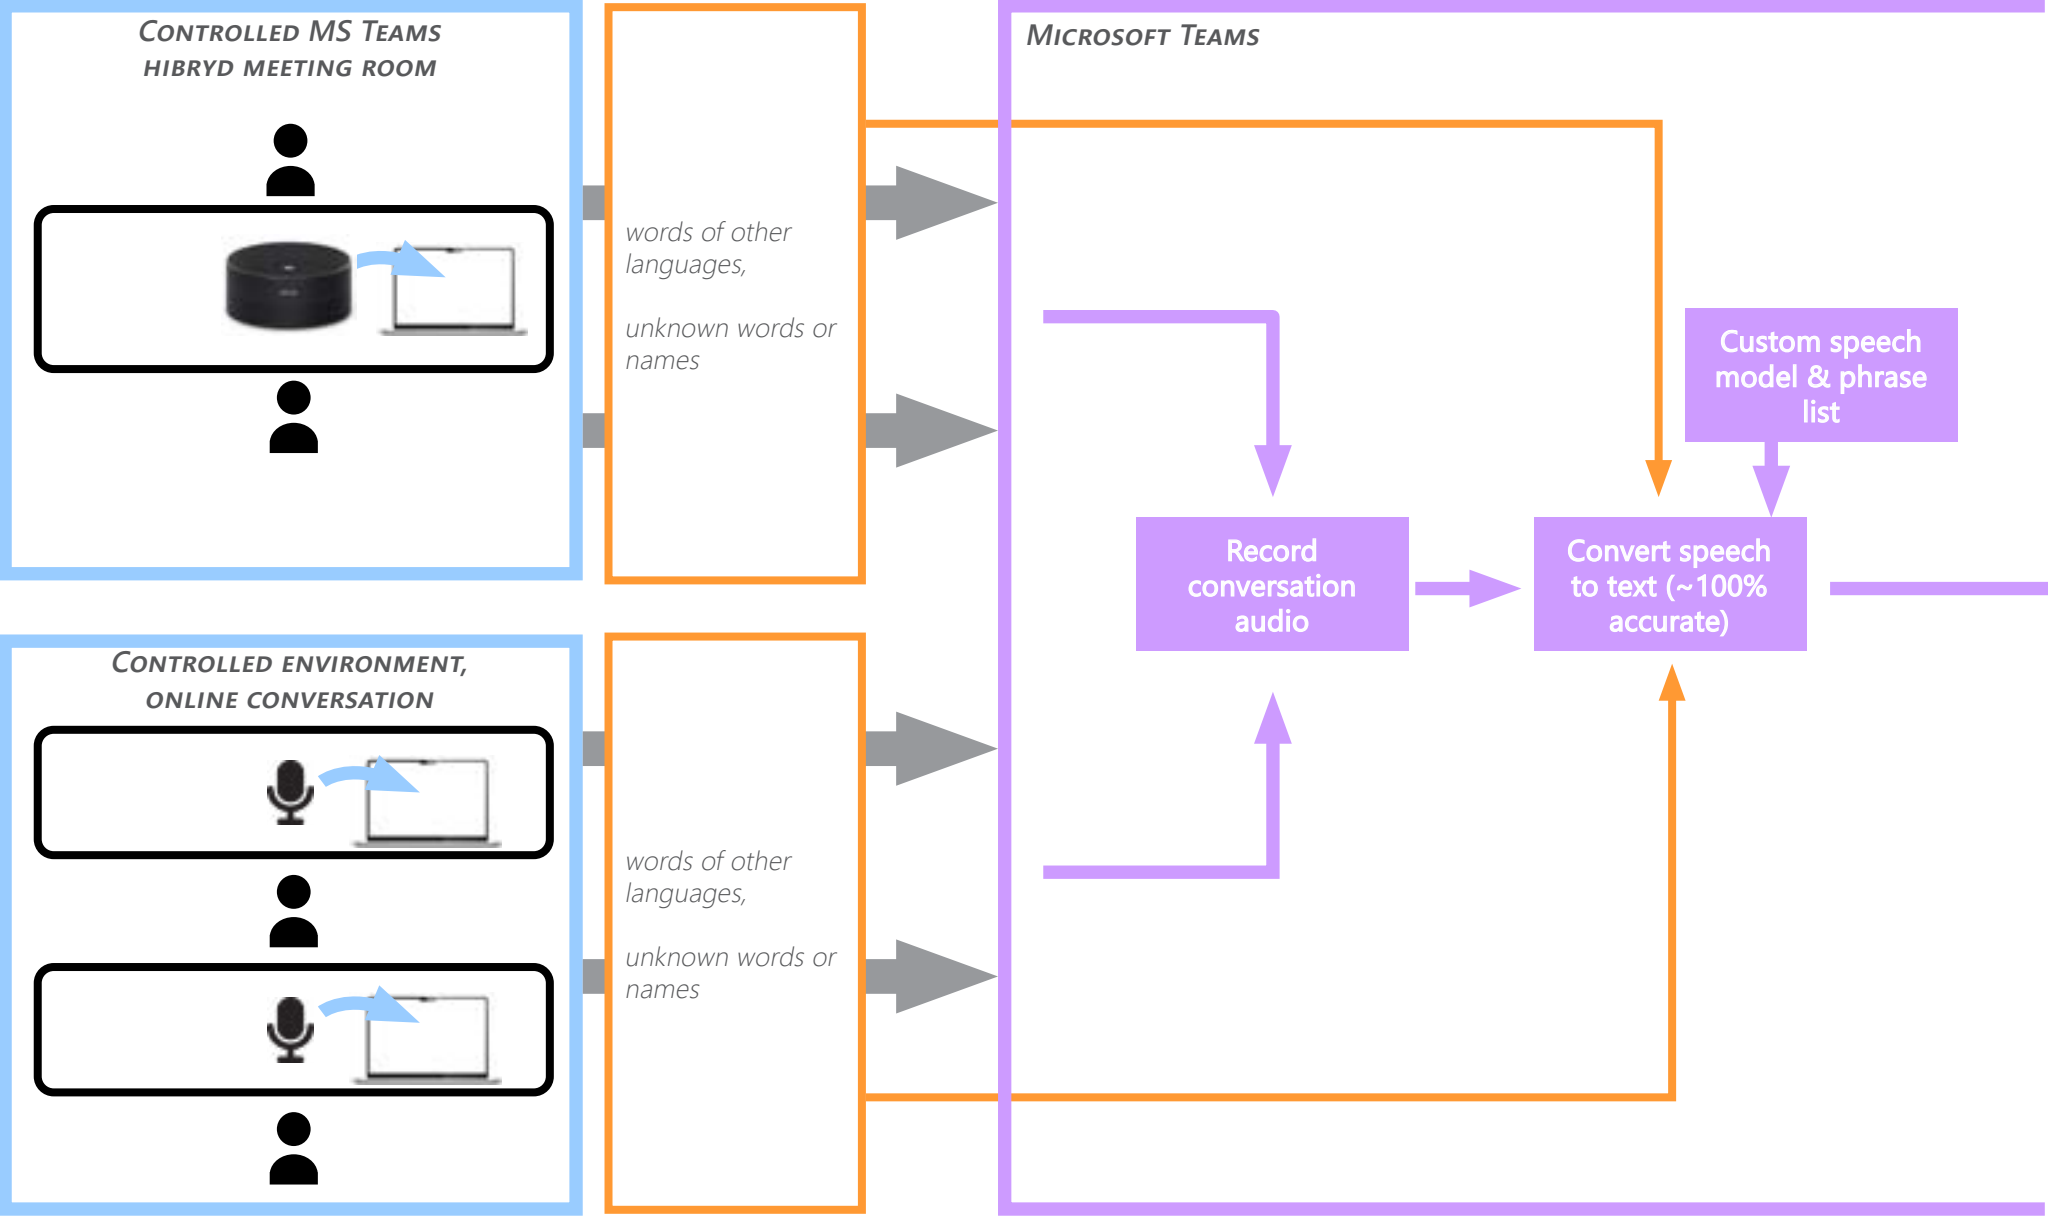 Controlled MS Teams
hibryd meeting room
words of other
languages,
unknown words or
names
Controlled environment,
online conversation
words of other
languages,
unknown words or
names
Microsoft Teams
Custom speech
model & phrase
list
Record
conversation
audio
Convert speech
to text (~100%
accurate)